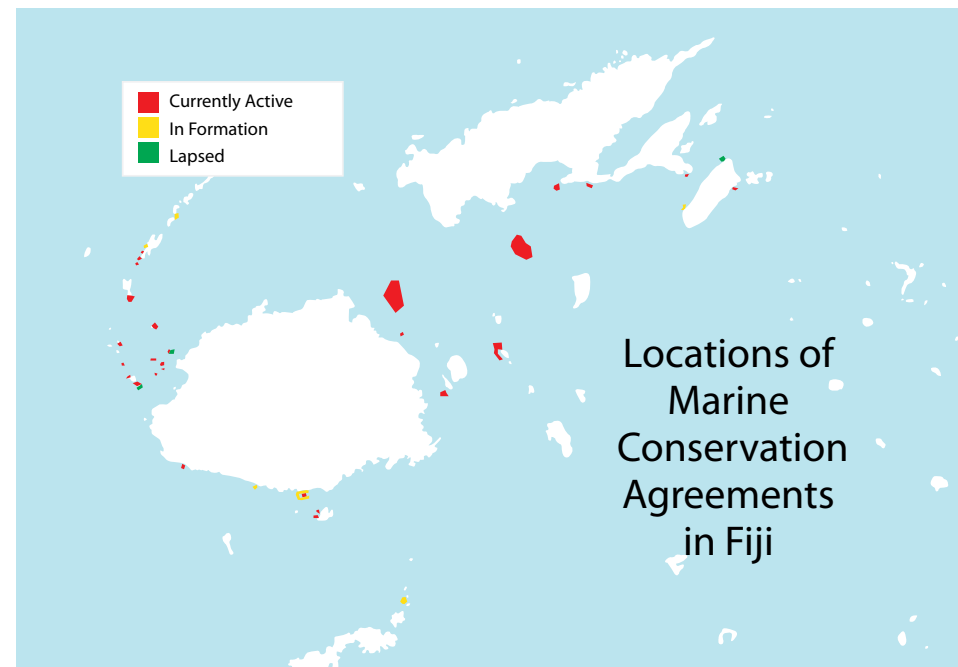 Currently Active
In Formation
Lapsed
Locations of
Marine
Conservation
Agreements
in Fiji